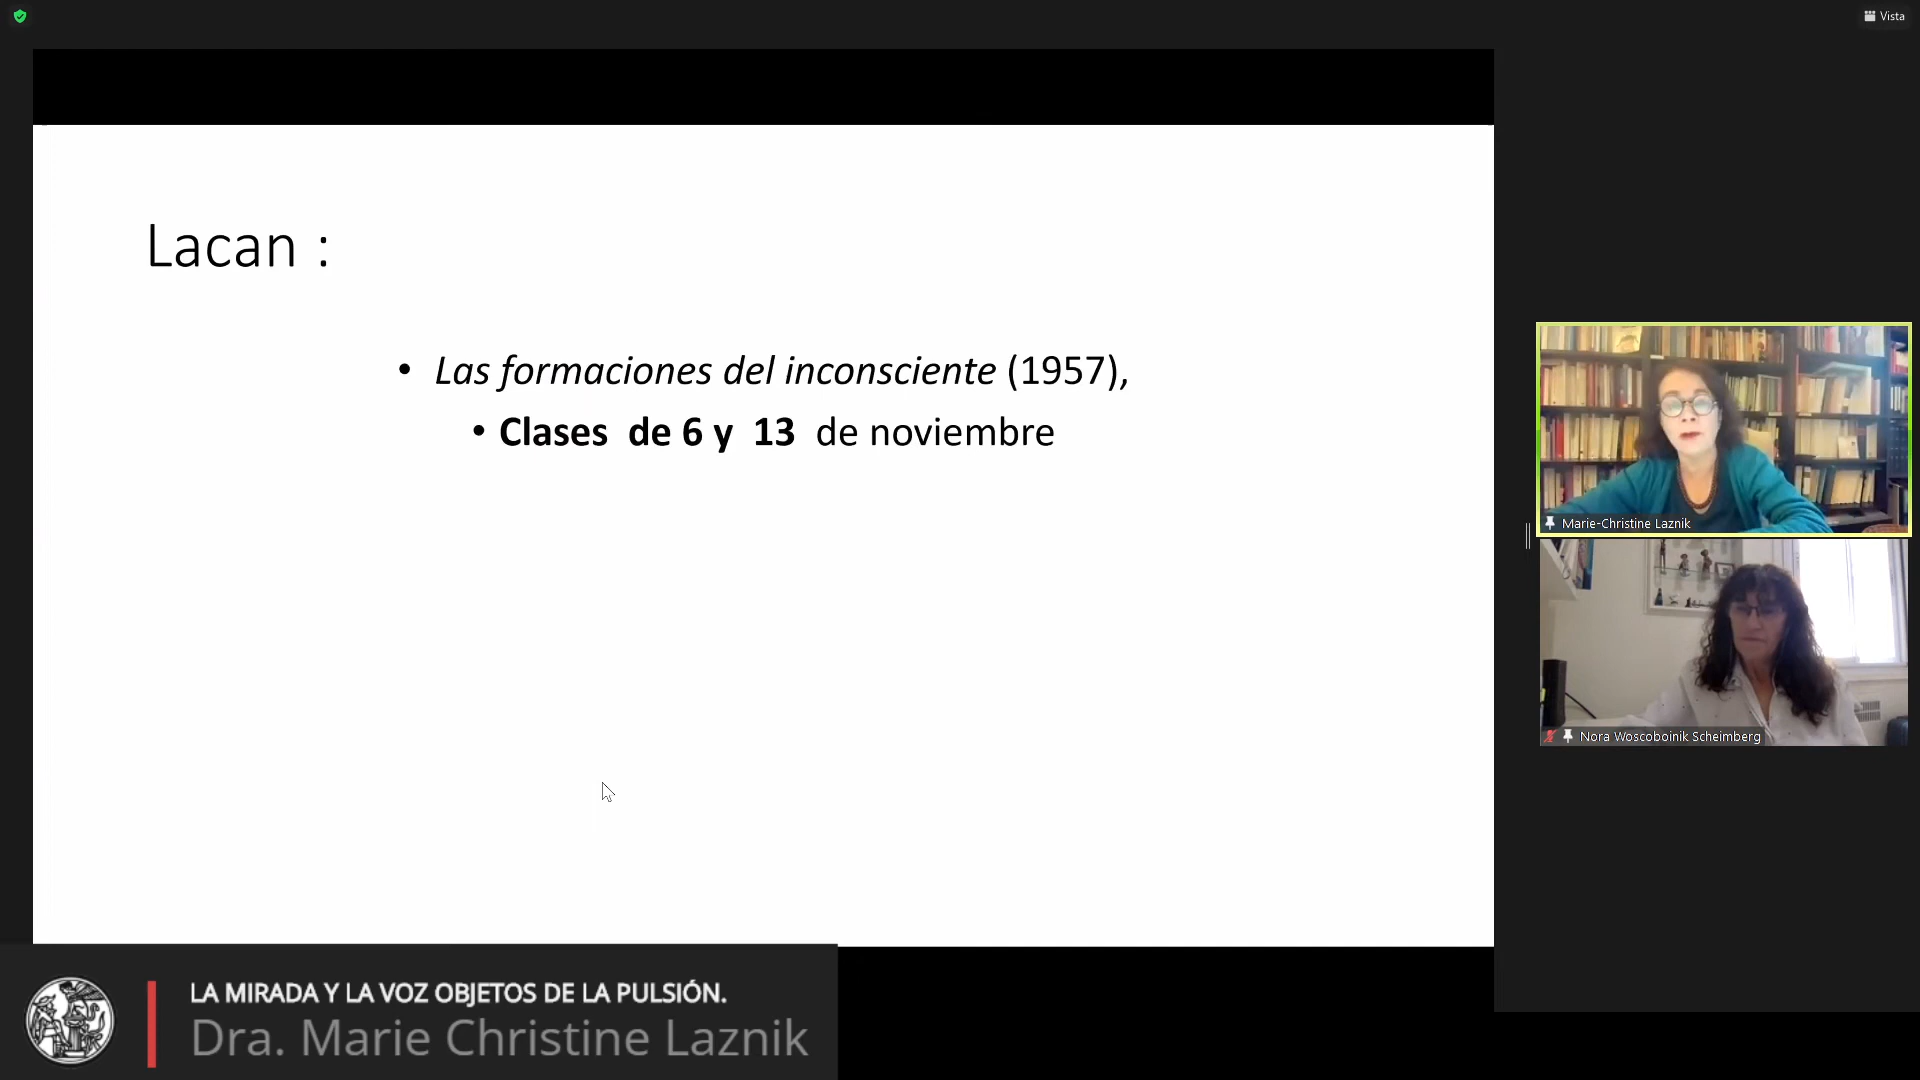 Vista
Lacan :
• Las formaciones del inconsciente (1957),
• Clases de 6 y 13 de noviembre
Marie-Christine Laznik
Nora Woscoboinik Scheimberg
LA MIRADA Y LA VOZ OBJETOS DE LA PULSIÓN.
Dra. Marie Christine Laznik